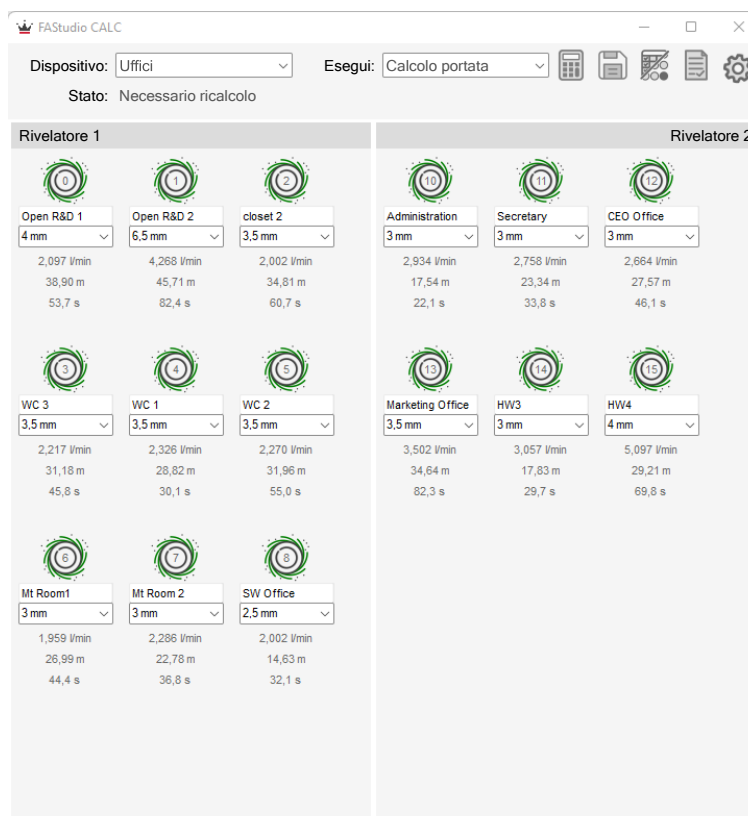 FAStudio CALC
Dispositivo: Uffici Esegui: Calcolo portata
Stato: Necessario ricalcolo
Rivelatore 1 Rivelatore 2
0 1 2 10 11 12
Open R&D 1 Open R&D 2 closet 2 Administration Secretary CEO Office
4 mm 6,5 mm 3,5 mm 3 mm 3 mm 3 mm
2,097 l/min 4,268 l/min 2,002 l/min 2,934 l/min 2,758 l/min 2,664 l/min
38,90 m 45,71 m 34,81 m 17,54 m 23,34 m 27,57 m
53,7 s 82,4 s 60,7 s 22,1 s 33,8 s 46,1 s
3 4 5 13 14 15
WC 3 WC 1 WC 2 Marketing Office HW3 HW4
3,5 mm 3,5 mm 3,5 mm 3,5 mm 3 mm 4 mm
2,217 l/min 2,326 l/min 2,270 l/min 3,502 l/min 3,057 l/min 5,097 l/min
31,18 m 28,82 m 31,96 m 34,64 m 17,83 m 29,21 m
45,8 s 30,1 s 55,0 s 82,3 s 29,7 s 69,8 s
6 7 8
Mt Room1 Mt Room 2 SW Office
3 mm 3 mm 2,5 mm
1,959 l/min 2,286 l/min 2,002 l/min
26,99 m 22,78 m 14,63 m
44,4 s 36,8 s 32,1 s